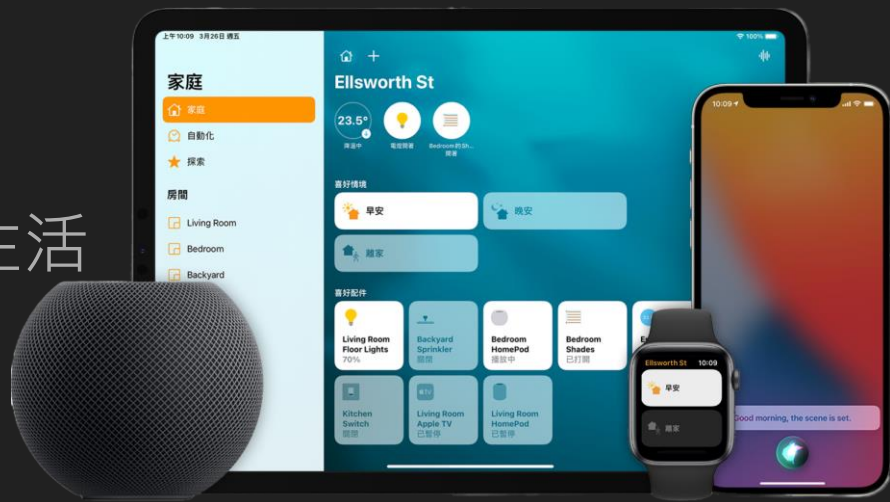 生活
上午10:09 3月26日 週五
100%
家庭
家庭
自動化
探索
房間
Living Room
Bedroom
Backyard
Ellsworth St
23.5°
降溫中
電燈開著
Bedroom的 Sh...
開著
喜好情境
早安
晚安
離家
喜好配件
Living Room
Floor Lights
70%
Backyard
Sprinkler
關閉
Bedroom
HomePod
播放中
Bedroom
Shades
已打開
Kitchen
Switch
關閉
tv
Living Room
Apple TV
已暫停
Living Room
HomePod
已暫停
Ellsworth St 10:09
早安
離家
10:09
Good morning, the scene is set.